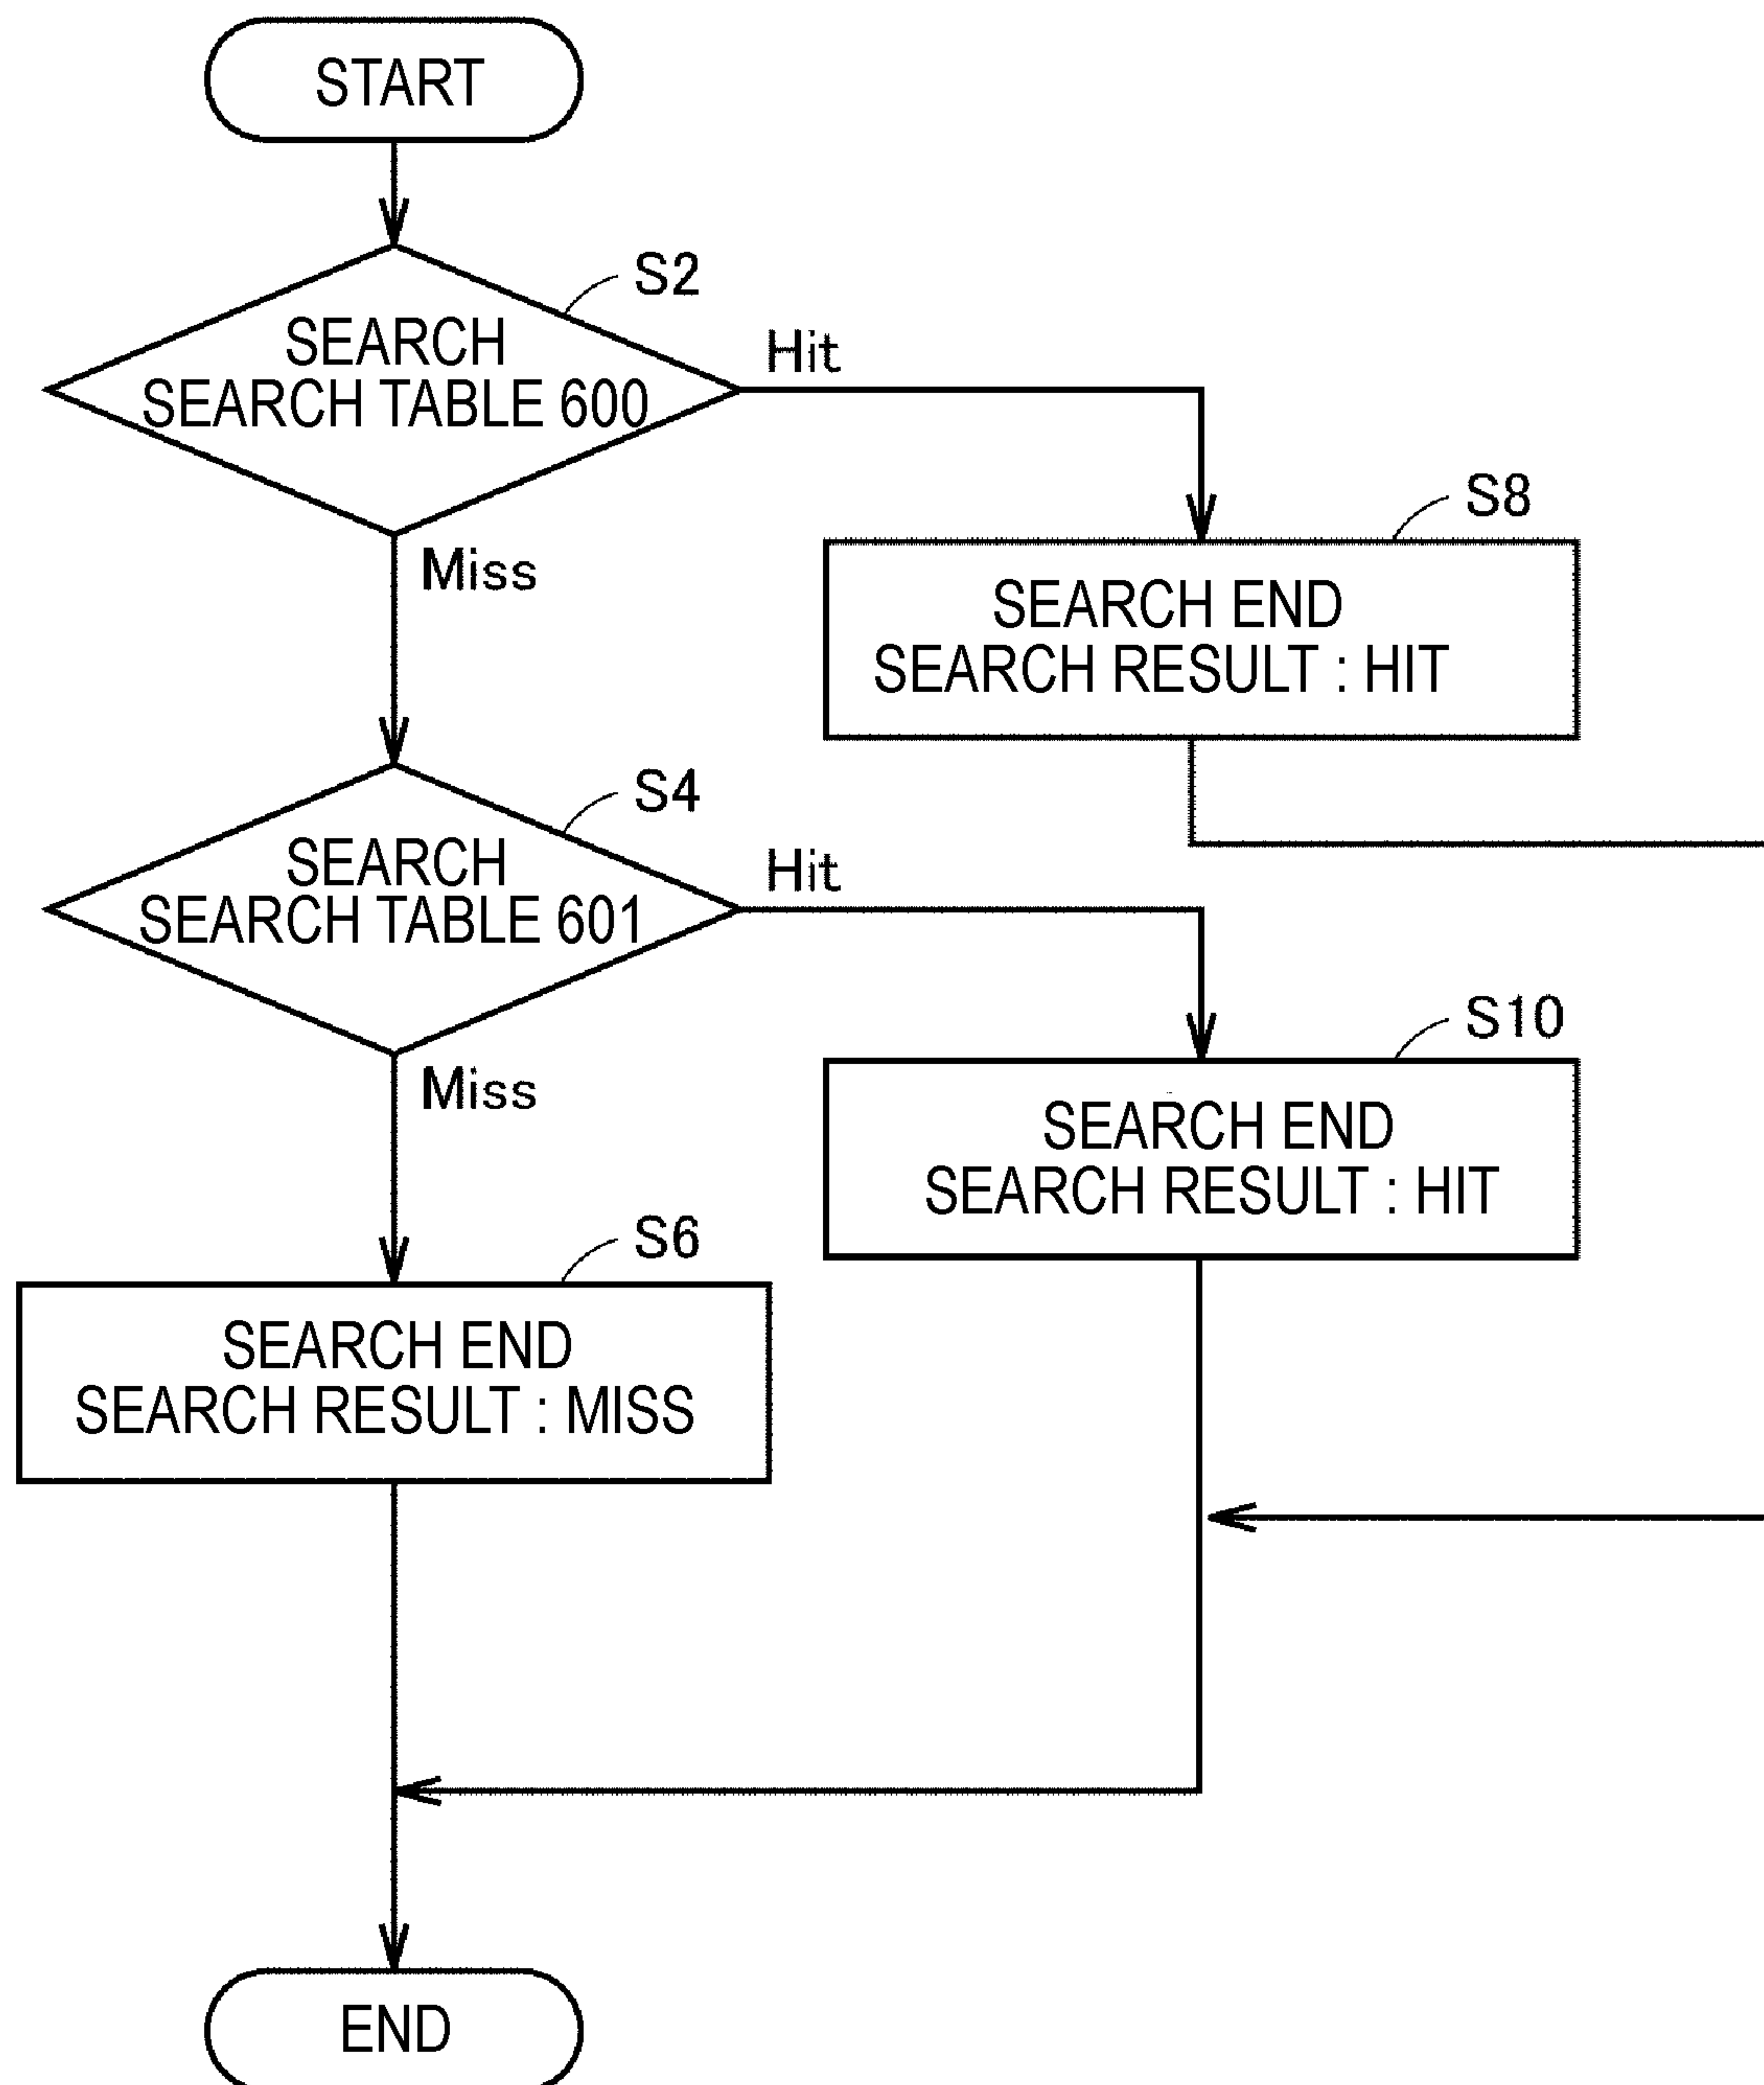 START
S2
SEARCH
SEARCH TABLE 600
Hit
Miss
S8
SEARCH END
SEARCH RESULT : HIT
S4
SEARCH
SEARCH TABLE 601
Hit
Miss
S10
SEARCH END
SEARCH RESULT : HIT
S6
SEARCH END
SEARCH RESULT : MISS
END